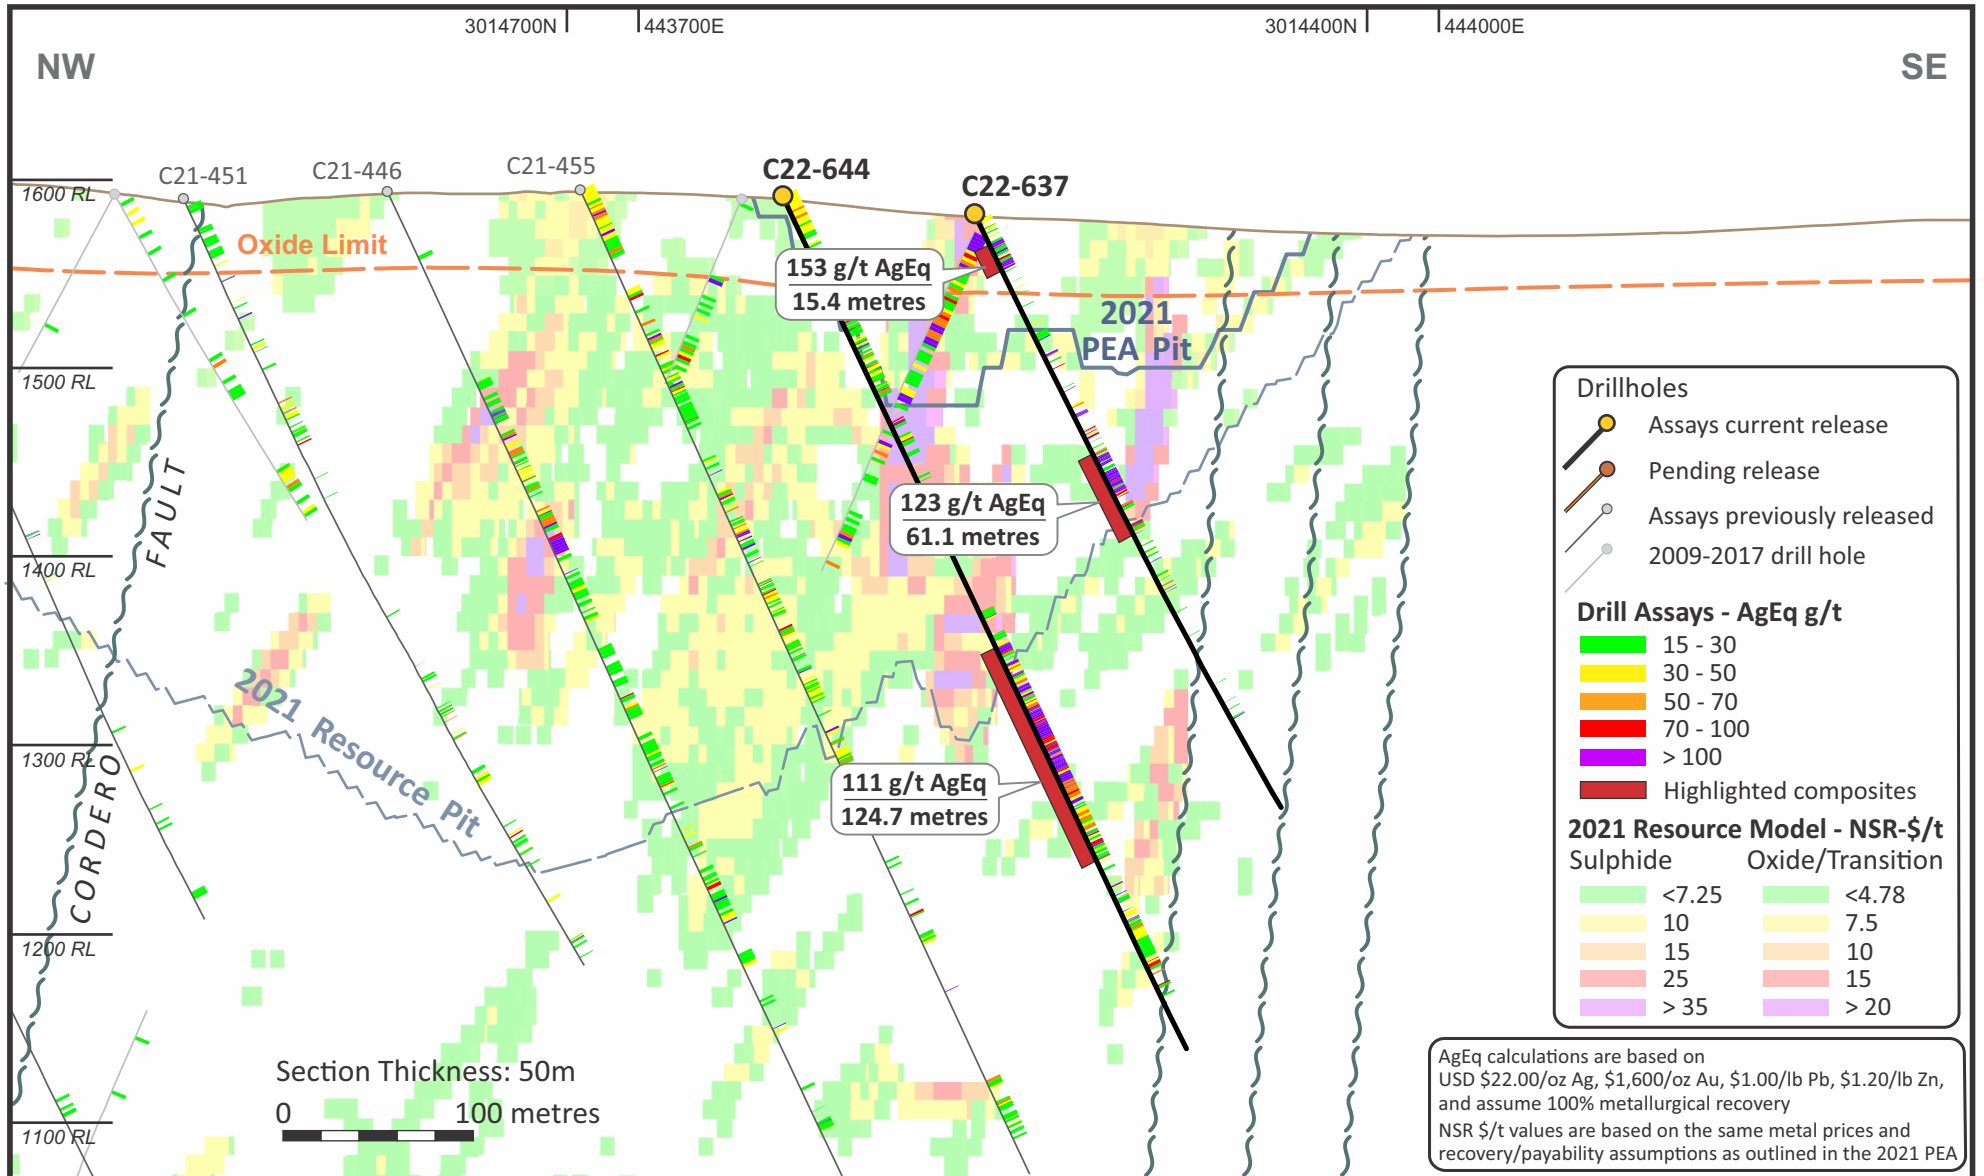 3014700N
443700E
3014400N
444000E
NW
SE
C21-451
C21-446
C21-455
C22-644
C22-637
1600 RL
Oxide Limit
153 g/t AgEq
15.4 metres
2021
PEA Pit
1500 RL
FAULT
123 g/t AgEq
61.1 metres
1400 RL
2021 Resource Pit
1300 RL
111 g/t AgEq
124.7 metres
CORDERO
1200 RL
1100 RL
Section Thickness: 50m
0 100 metres
Drillholes
Assays current release
Pending release
Assays previously released
2009-2017 drill hole
Drill Assays - AgEq g/t
15 - 30
30 - 50
50 - 70
70 - 100
> 100
Highlighted composites
2021 Resource Model - NSR-$/t
Sulphide Oxide/Transition
<7.25 <4.78
10 7.5
15 10
25 15
> 35 > 20
AgEq calculations are based on
USD $22.00/oz Ag, $1,600/oz Au, $1.00/lb Pb, $1.20/lb Zn,
and assume 100% metallurgical recovery
NSR $/t values are based on the same metal prices and
recovery/payability assumptions as outlined in the 2021 PEA